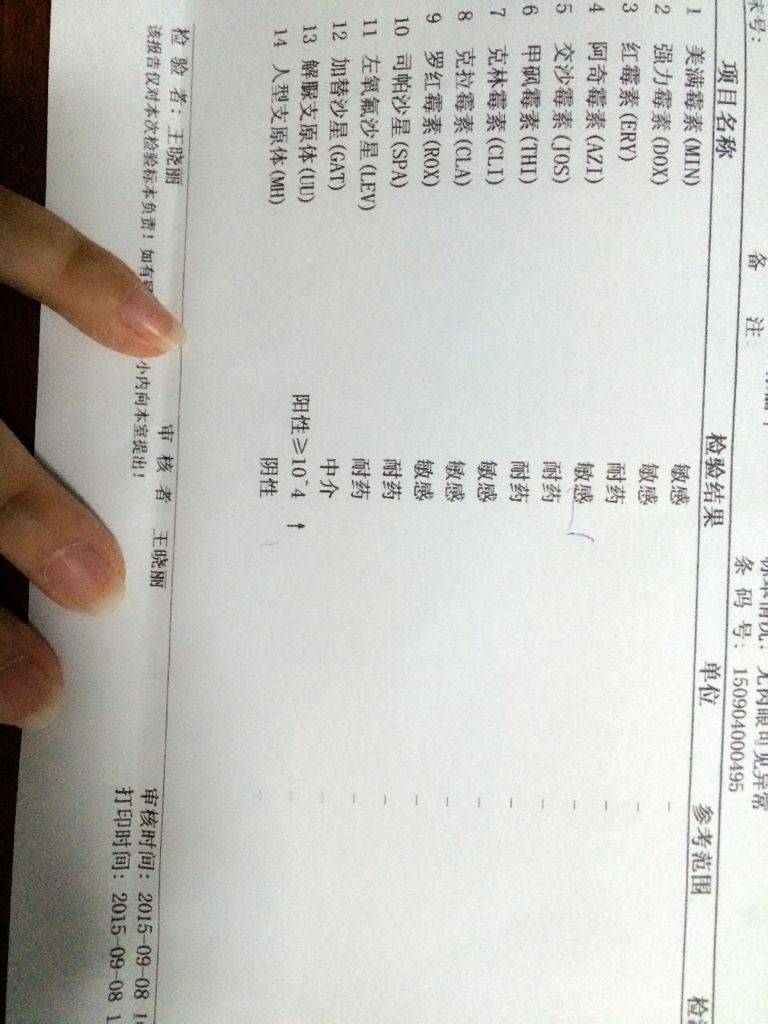 床号: 备 注: 标本情况: 无肉眼可见异常
条 码 号: 150904000495
项目名称 检验结果 单位 参考范围
1 美满霉素(MIN) 敏感 —
2 强力霉素(DOX) 敏感 —
3 红霉素(ERY) 耐药 —
4 阿奇霉素(AZI) 敏感 —
5 交沙霉素(JOS) 耐药 —
6 甲砜霉素(THI) 耐药 —
7 克林霉素(CLI) 敏感 —
8 克拉霉素(CLA) 敏感 —
9 罗红霉素(ROX) 敏感 —
10 司帕沙星(SPA) 耐药 —
11 左氧氟沙星(LEV) 耐药 —
12 加替沙星(GAT) 中介 —
13 解脲支原体(UU) 阳性≥10^4 ↑ —
14 人型支原体(MH) 阴性 —
检 验 者: 王晓丽 审 核 者 王晓丽 审核时间: 2015-09-08
该报告仅对本次检验标本负责! 如有 小内向本室提出! 打印时间: 2015-09-08